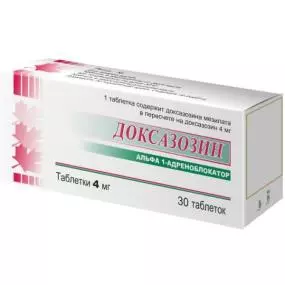 1 таблетка содержит доксазозина мезилата
в пересчете на доксазозин 4 мг
ДОКСАЗОЗИН
АЛЬФА 1-АДРЕНОБЛОКАТОР
Таблетки 4 мг
30 таблеток